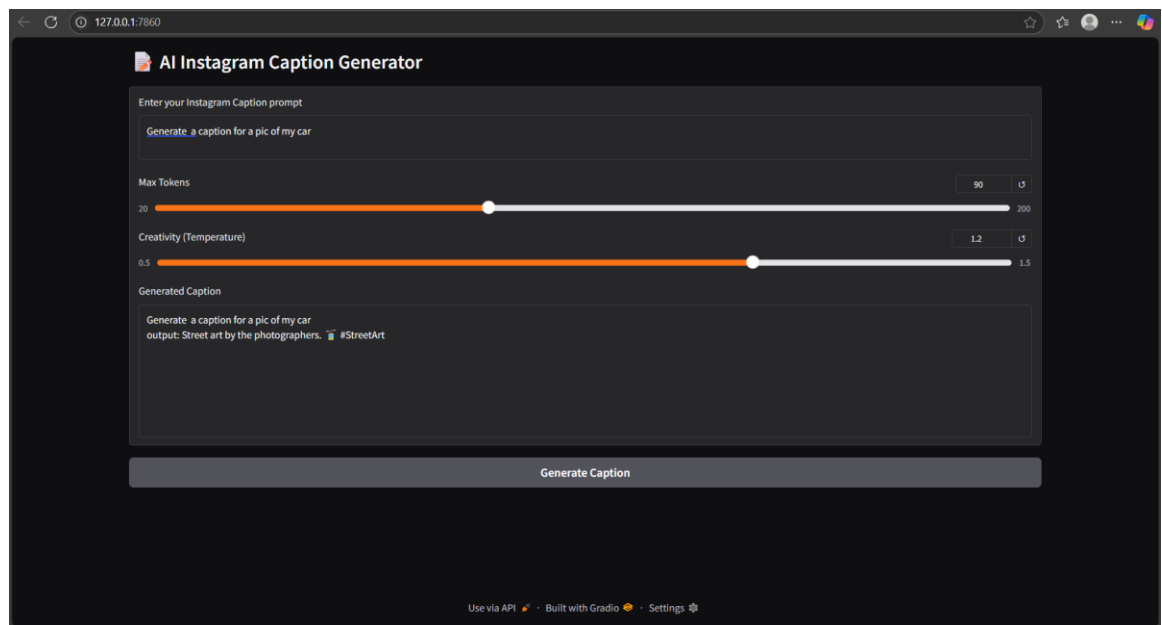 127.0.0.1:7860
📝 AI Instagram Caption Generator
Enter your Instagram Caption prompt
Generate a caption for a pic of my car
Max Tokens
90
20
200
Creativity (Temperature)
1.2
0.5
1.5
Generated Caption
Generate a caption for a pic of my car
output: Street art by the photographers. #StreetArt
Generate Caption
Use via API 🚀 · Built with Gradio · Settings ⚙️